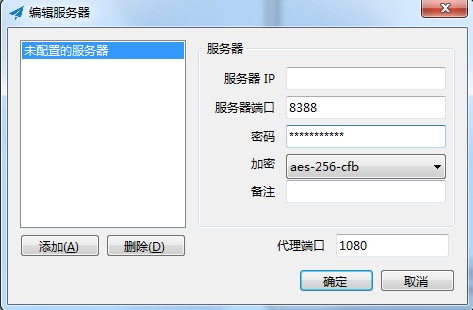 编辑服务器
未配置的服务器
服务器
服务器 IP
服务器端口 8388
密码 ***********
加密 aes-256-cfb
备注
添加(A) 删除(D)
代理端口 1080
确定 取消